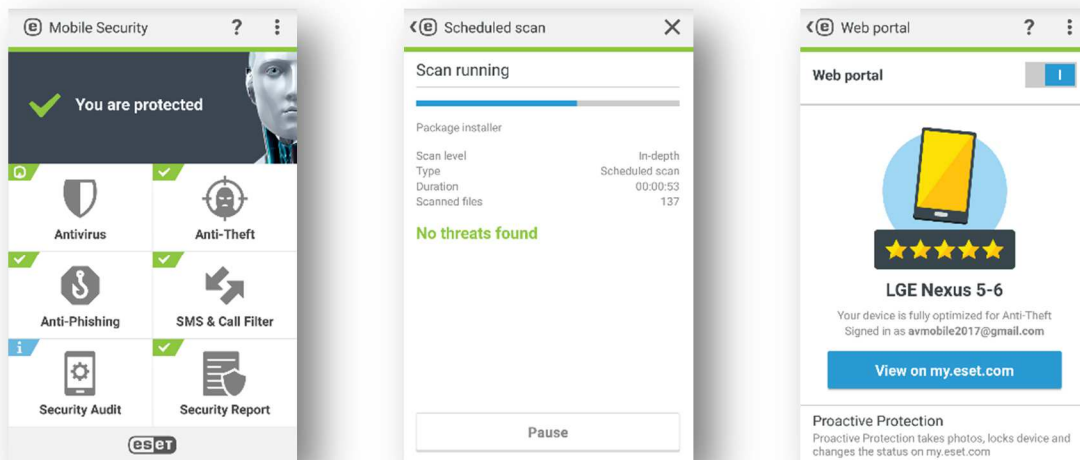 Mobile Security ?
You are protected
Antivirus
Anti-Theft
Anti-Phishing
SMS & Call Filter
i
Security Audit
Security Report
eseT
e Scheduled scan
Scan running
Package installer
Scan level In-depth
Type Scheduled scan
Duration 00:00:53
Scanned files 137
No threats found
Pause
e Web portal ?
Web portal I
LGE Nexus 5-6
Your device is fully optimized for Anti-Theft
Signed in as avmobile2017@gmail.com
View on my.eset.com
Proactive Protection
Proactive Protection takes photos, locks device and
changes the status on my.eset.com